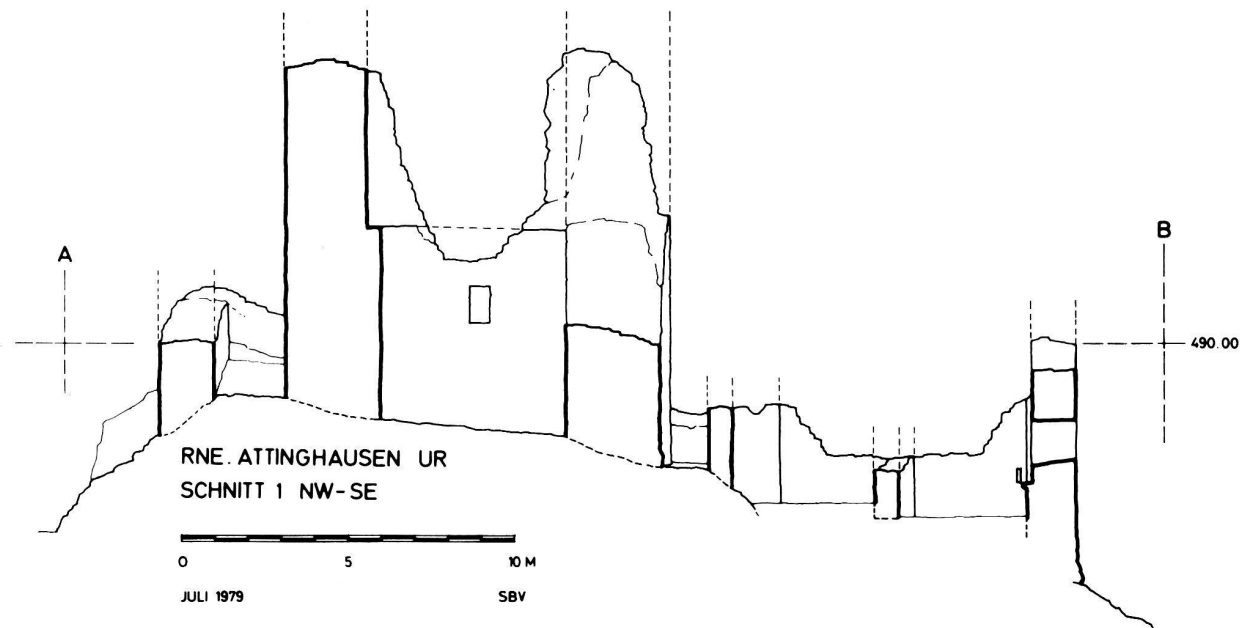 A
B
490.00
RNE. ATTINGHAUSEN UR
SCHNITT 1 NW-SE
0 5 10 M
JULI 1979 SBV